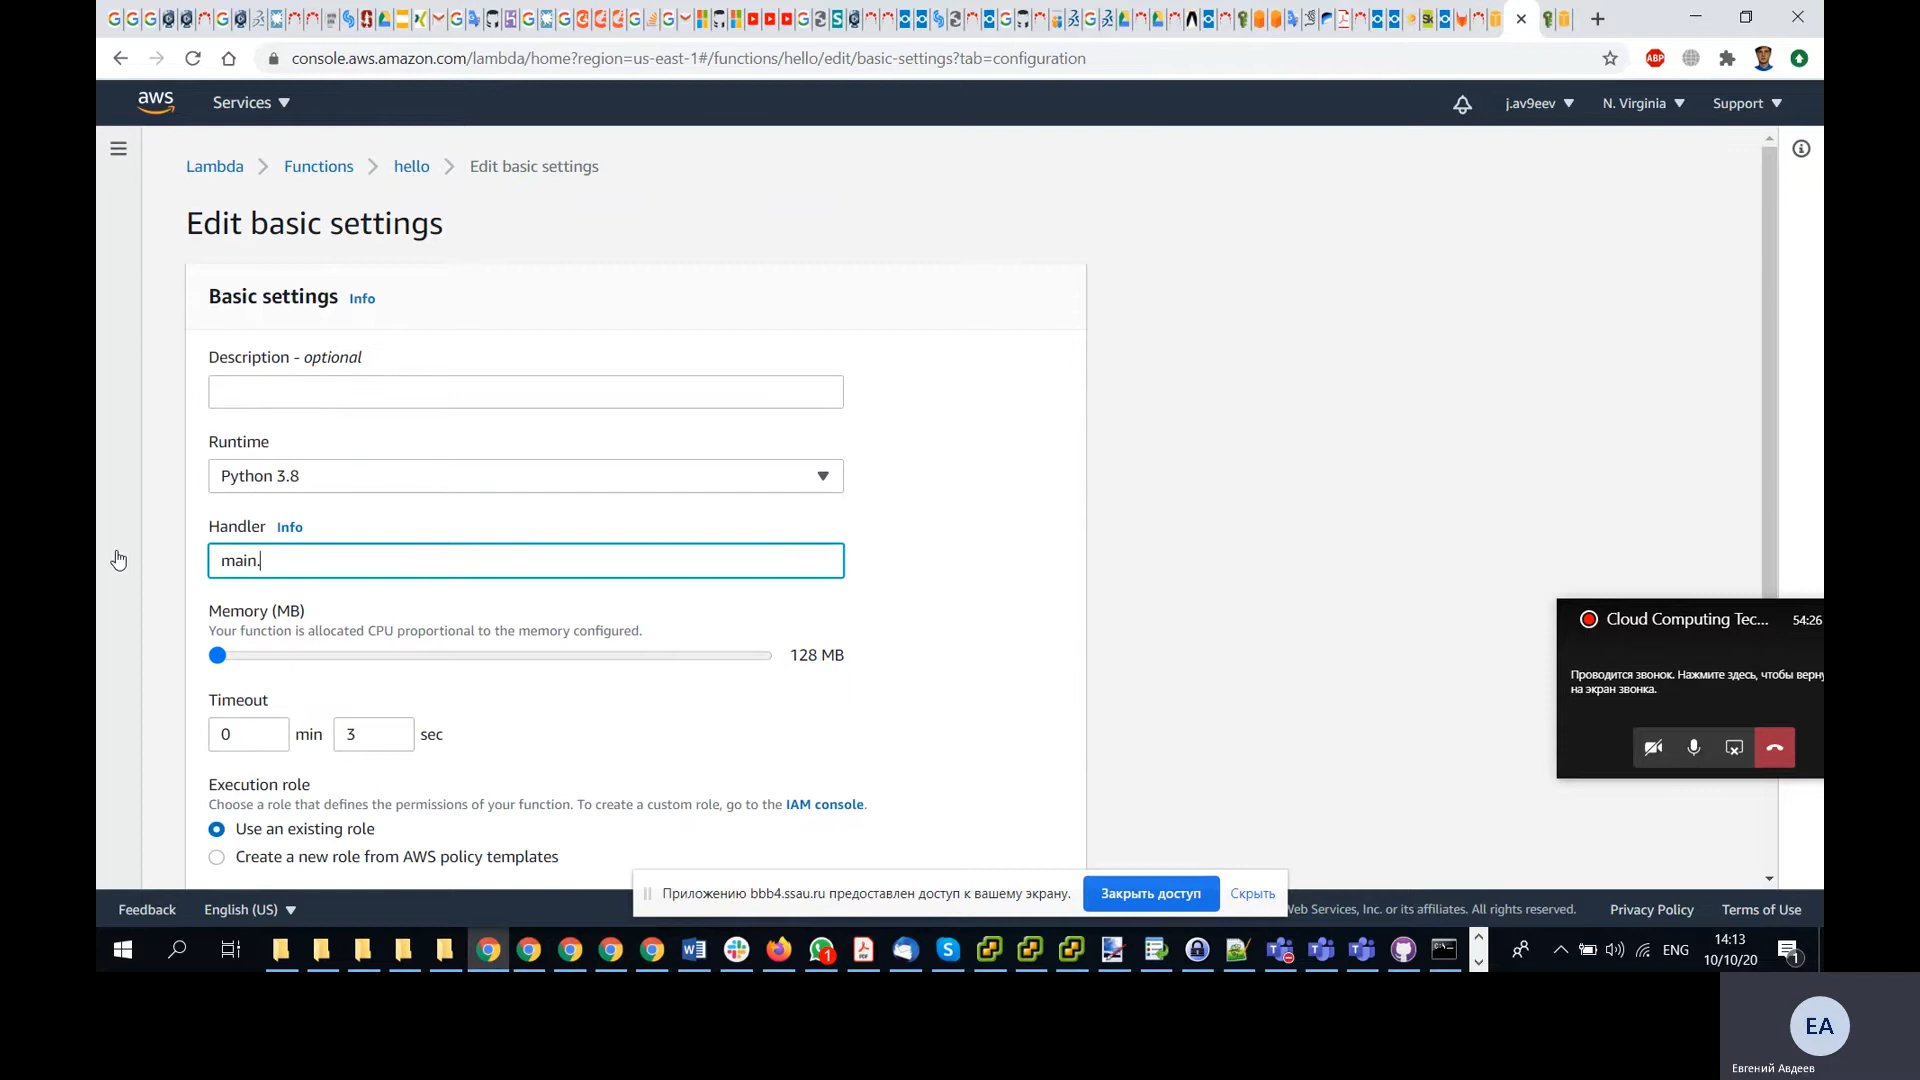 console.aws.amazon.com/lambda/home?region=us-east-1#/functions/hello/edit/basic-settings?tab=configuration
ABP
aws
Services
j.av9eev
N. Virginia
Support
Lambda
Functions
hello
Edit basic settings
Edit basic settings
Basic settings Info
Description - optional
Runtime
Python 3.8
Handler Info
main.
Memory (MB)
Your function is allocated CPU proportional to the memory configured.
128 MB
Timeout
0 min 3 sec
Execution role
Choose a role that defines the permissions of your function. To create a custom role, go to the IAM console.
Use an existing role
Create a new role from AWS policy templates
Cloud Computing Tec... 54:26
Проводится звонок. Нажмите здесь, чтобы верну
на экран звонка.
Приложению bbb4.ssau.ru предоставлен доступ к вашему экрану.
Закрыть доступ
Скрыть
Feedback
English (US)
Web Services, Inc. or its affiliates. All rights reserved.
Privacy Policy
Terms of Use
1
ENG
14:13
10/10/20
1
EA
Евгений Авдеев